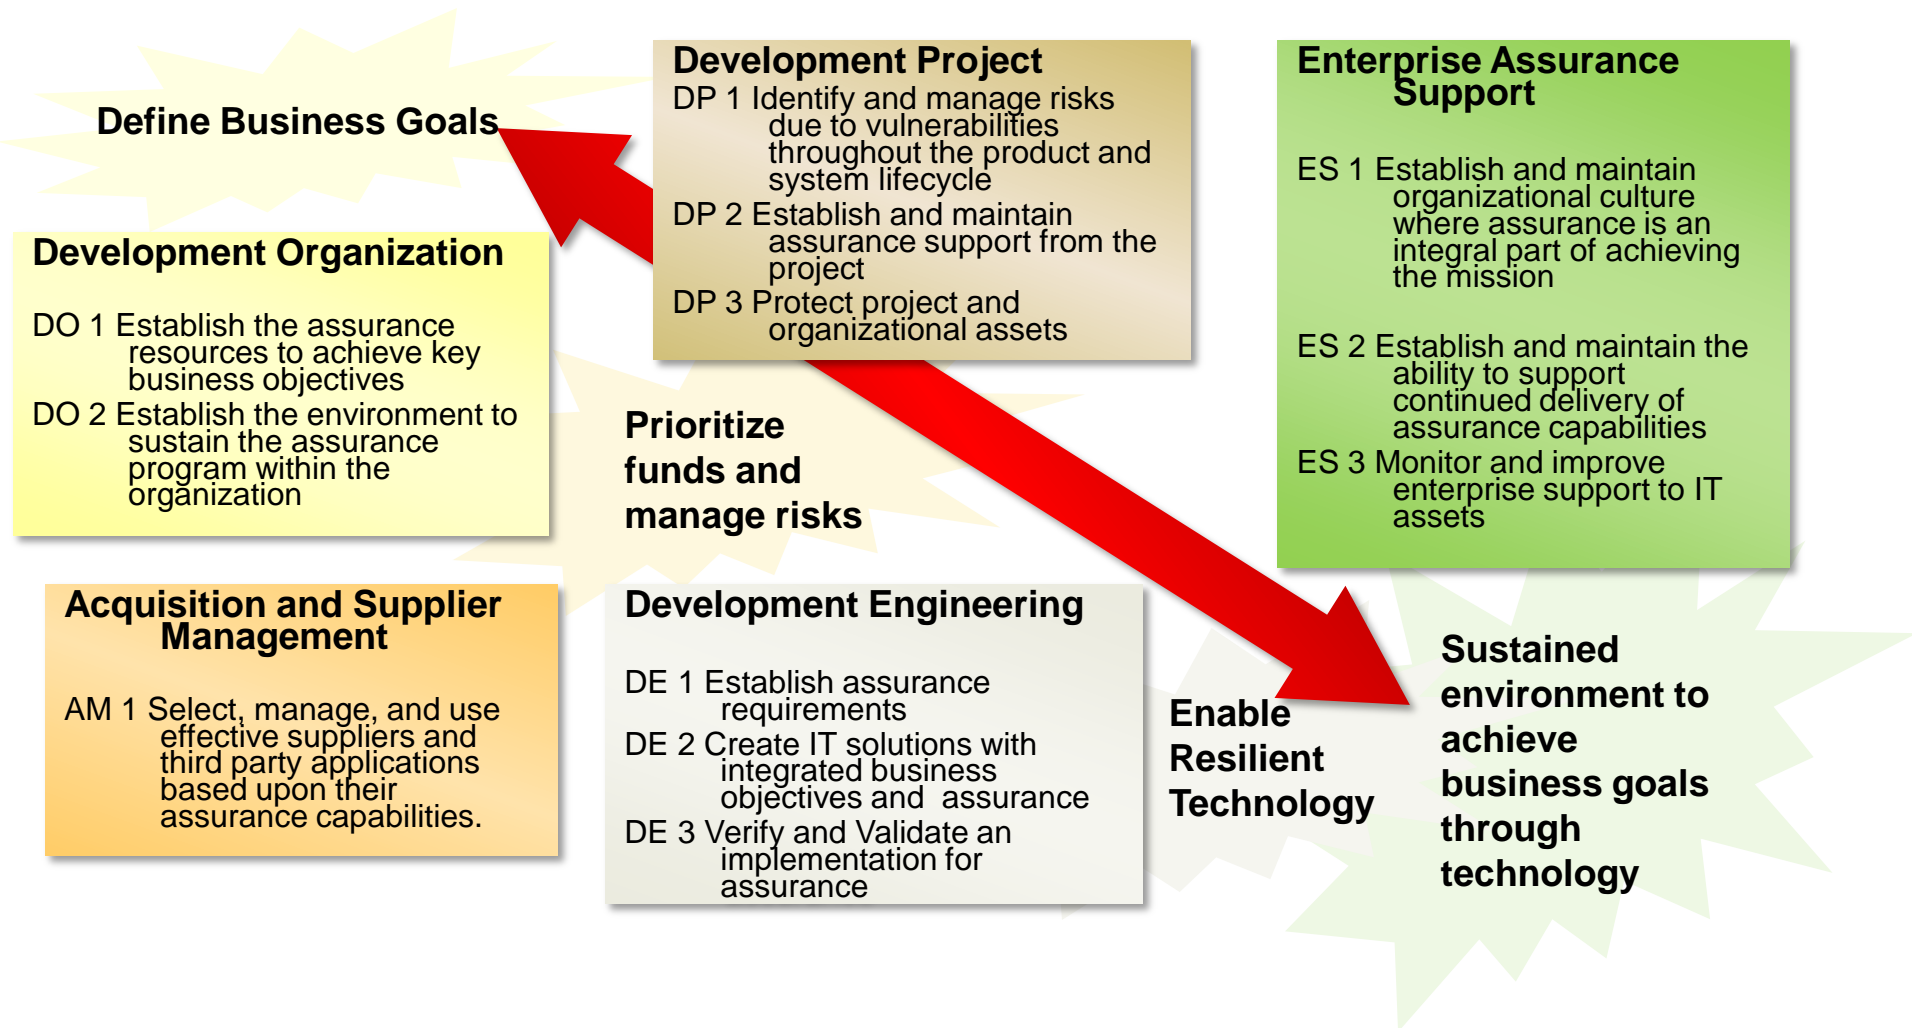 Define Business Goals
Development Organization
DO 1 Establish the assurance
resources to achieve key
business objectives
DO 2 Establish the environment to
sustain the assurance
program within the
organization
Development Project
DP 1 Identify and manage risks
due to vulnerabilities
throughout the product and
system lifecycle
DP 2 Establish and maintain
assurance support from the
project
DP 3 Protect project and
organizational assets
Enterprise Assurance
Support
ES 1 Establish and maintain
organizational culture
where assurance is an
integral part of achieving
the mission
ES 2 Establish and maintain the
ability to support
continued delivery of
assurance capabilities
ES 3 Monitor and improve
enterprise support to IT
assets
Prioritize
funds and
manage risks
Acquisition and Supplier
Management
AM 1 Select, manage, and use
effective suppliers and
third party applications
based upon their
assurance capabilities.
Development Engineering
DE 1 Establish assurance
requirements
DE 2 Create IT solutions with
integrated business
objectives and  assurance
DE 3 Verify and Validate an
implementation for
assurance
Enable
Resilient
Technology
Sustained
environment to
achieve
business goals
through
technology